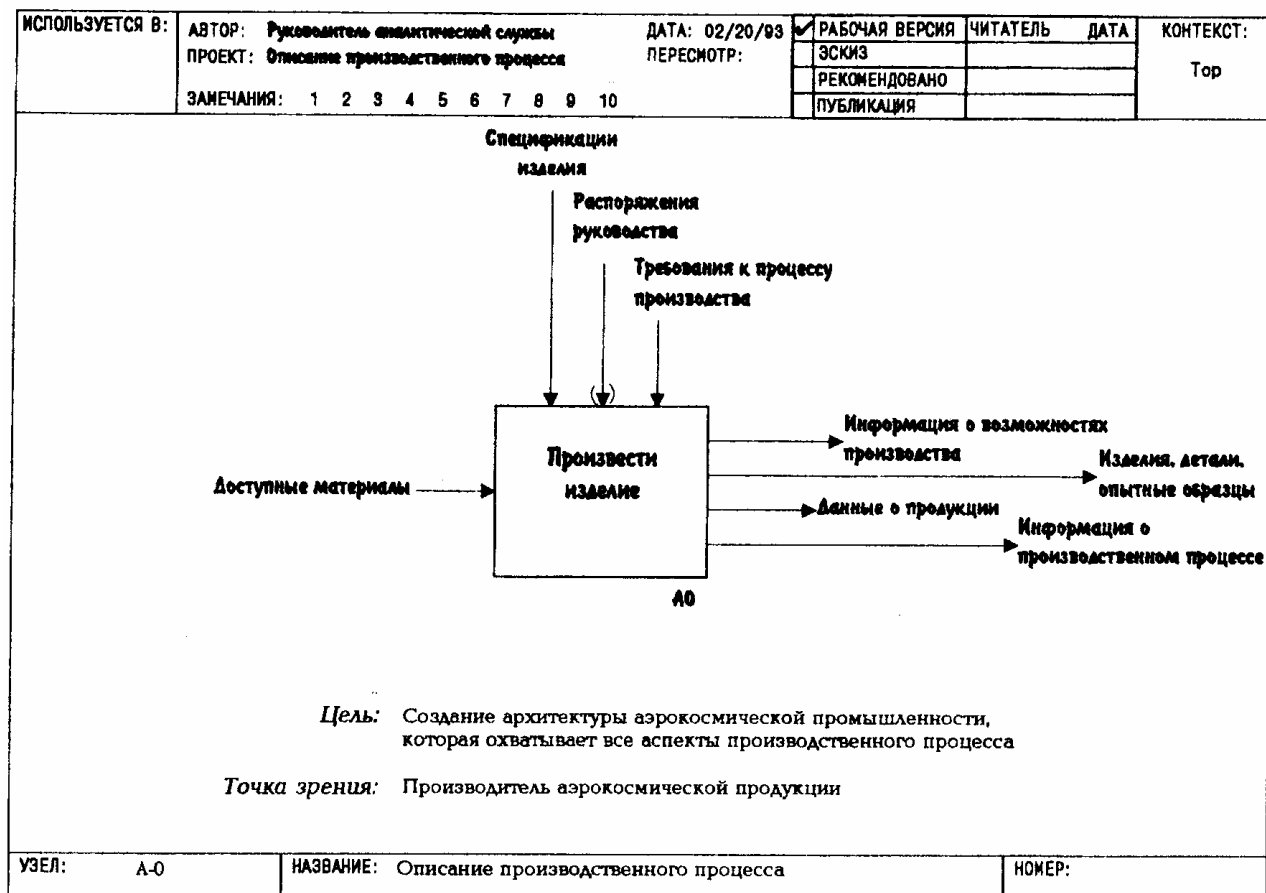 ИСПОЛЬЗУЕТСЯ В:
АВТОР: Руководитель аналитической службы
ДАТА: 02/20/93
ПРОЕКТ: Описание производственного процесса
ПЕРЕСМОТР:
ЗАМЕЧАНИЯ: 1 2 3 4 5 6 7 8 9 10
РАБОЧАЯ ВЕРСИЯ
ЭСКИЗ
РЕКОМЕНДОВАНО
ПУБЛИКАЦИЯ
ЧИТАТЕЛЬ ДАТА
КОНТЕКСТ:
Top
Спецификации
изделия
Распоряжения
руководства
Требования к процессу
производства
Доступные материалы
Произвести
изделие
A0
Информация о возможностях
производства
Изделия, детали,
опытные образцы
Данные о продукции
Информация о
производственном процессе
Цель: Создание архитектуры аэрокосмической промышленности,
которая охватывает все аспекты производственного процесса
Точка зрения: Производитель аэрокосмической продукции
УЗЕЛ: A-0
НАЗВАНИЕ: Описание производственного процесса
НОМЕР: